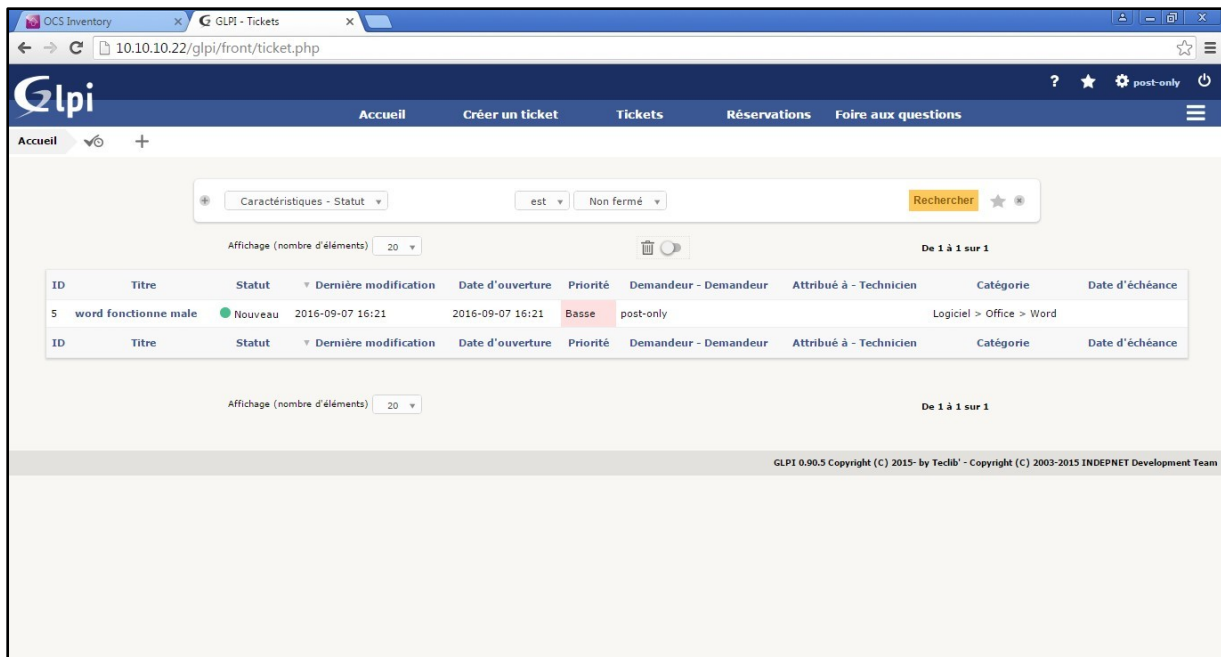 OCS Inventory GLPI - Tickets
10.10.10.22/glpi/front/ticket.php
Glpi
? post-only
Accueil Créer un ticket Tickets Réservations Foire aux questions
Accueil
Caractéristiques - Statut est Non fermé Rechercher
Affichage (nombre d'éléments) 20 De 1 à 1 sur 1
ID Titre Statut Dernière modification Date d'ouverture Priorité Demandeur - Demandeur Attribué à - Technicien Catégorie Date d'échéance
5 word fonctionne male Nouveau 2016-09-07 16:21 2016-09-07 16:21 Basse post-only Logiciel > Office > Word
ID Titre Statut Dernière modification Date d'ouverture Priorité Demandeur - Demandeur Attribué à - Technicien Catégorie Date d'échéance
Affichage (nombre d'éléments) 20 De 1 à 1 sur 1
GLPI 0.90.5 Copyright (C) 2015- by Teclib' - Copyright (C) 2003-2015 INDEPNET Development Team